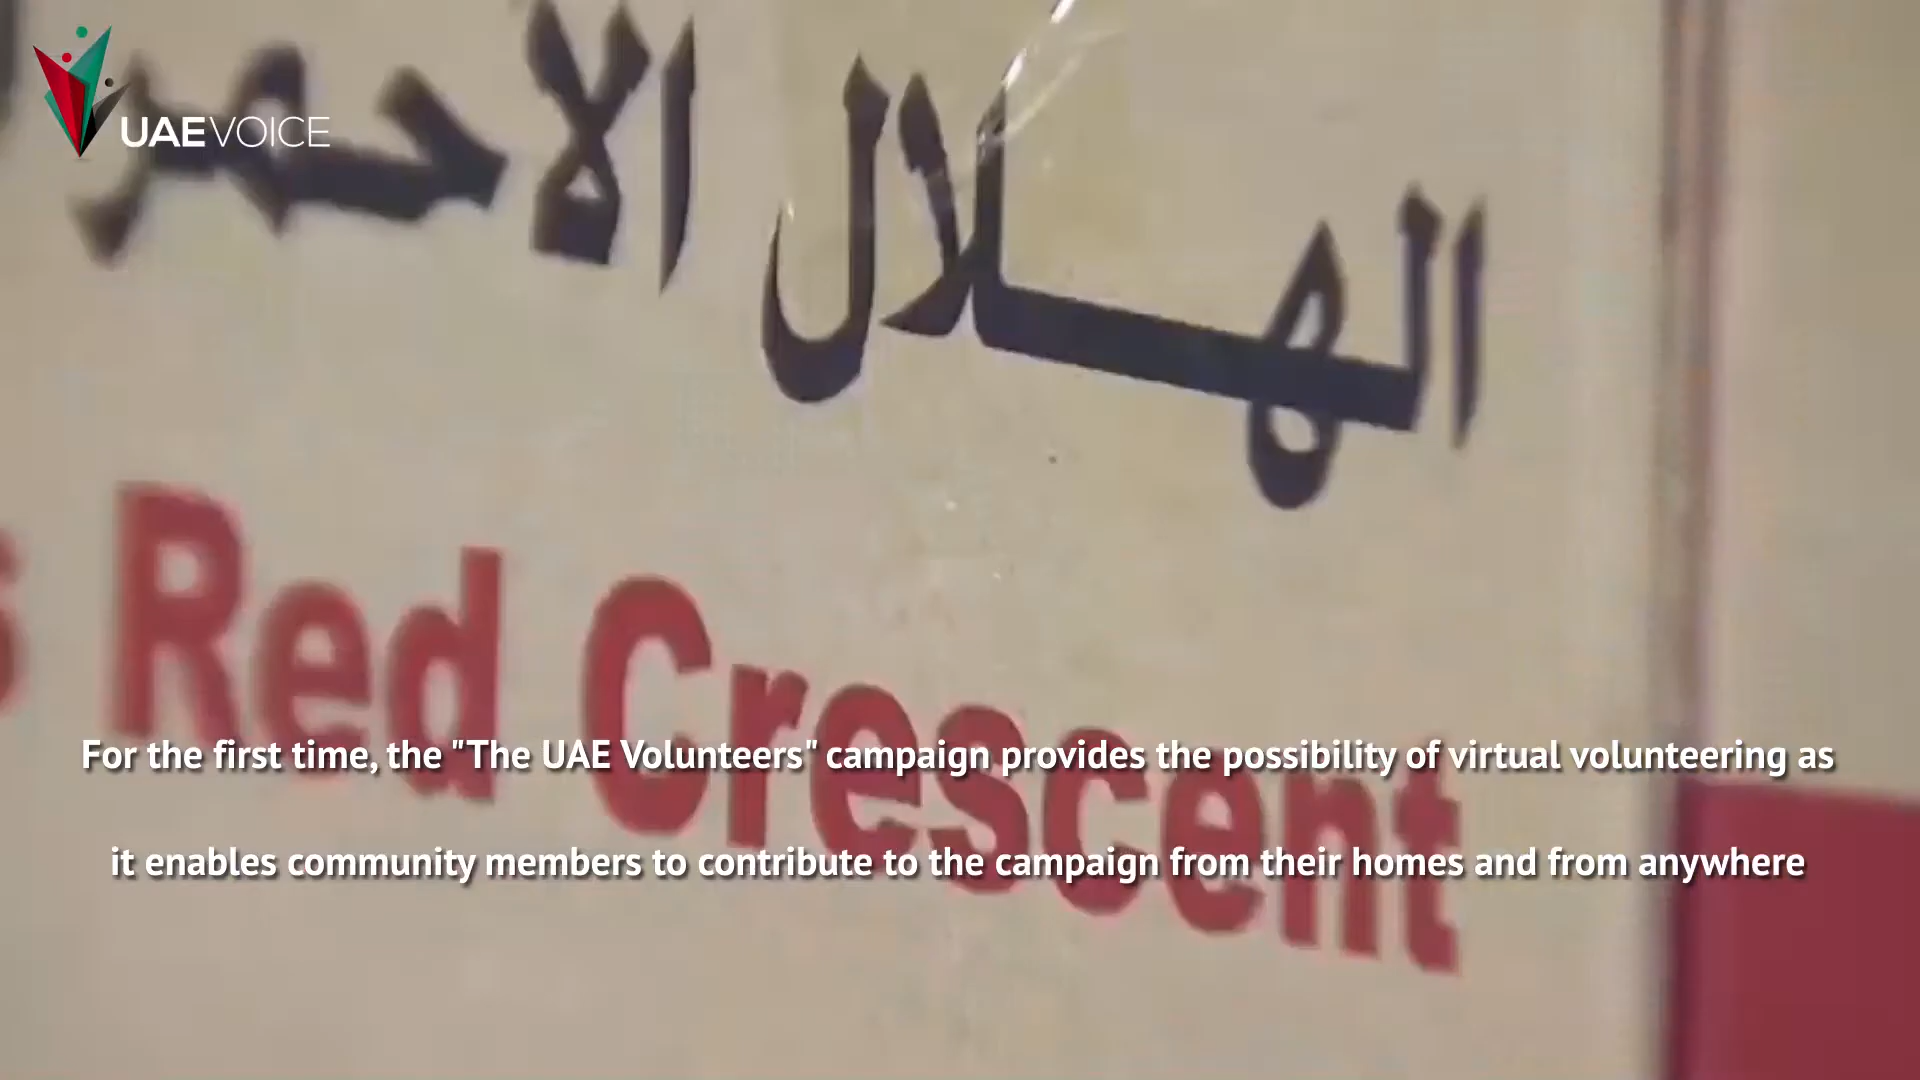 UAEVOICE
الهلال الاحمر
Red Crescent
For the first time, the "The UAE Volunteers" campaign provides the possibility of virtual volunteering as
it enables community members to contribute to the campaign from their homes and from anywhere